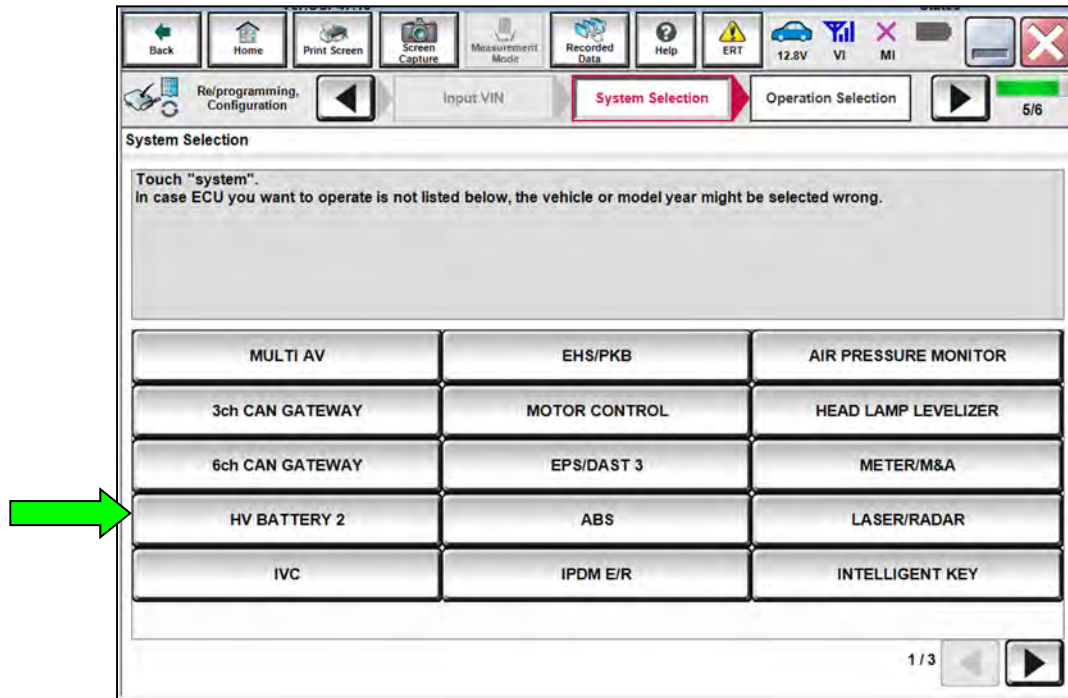 Back
Home
Print Screen
Screen
Capture
Measurement
Mode
Recorded
Data
Help
ERT
12.8V
VI
MI
Re/programming,
Configuration
Input VIN
System Selection
Operation Selection
5/6
System Selection
Touch "system".
In case ECU you want to operate is not listed below, the vehicle or model year might be selected wrong.
MULTI AV
EHS/PKB
AIR PRESSURE MONITOR
3ch CAN GATEWAY
MOTOR CONTROL
HEAD LAMP LEVELIZER
6ch CAN GATEWAY
EPS/DAST 3
METER/M&A
HV BATTERY 2
ABS
LASER/RADAR
IVC
IPDM E/R
INTELLIGENT KEY
1 / 3